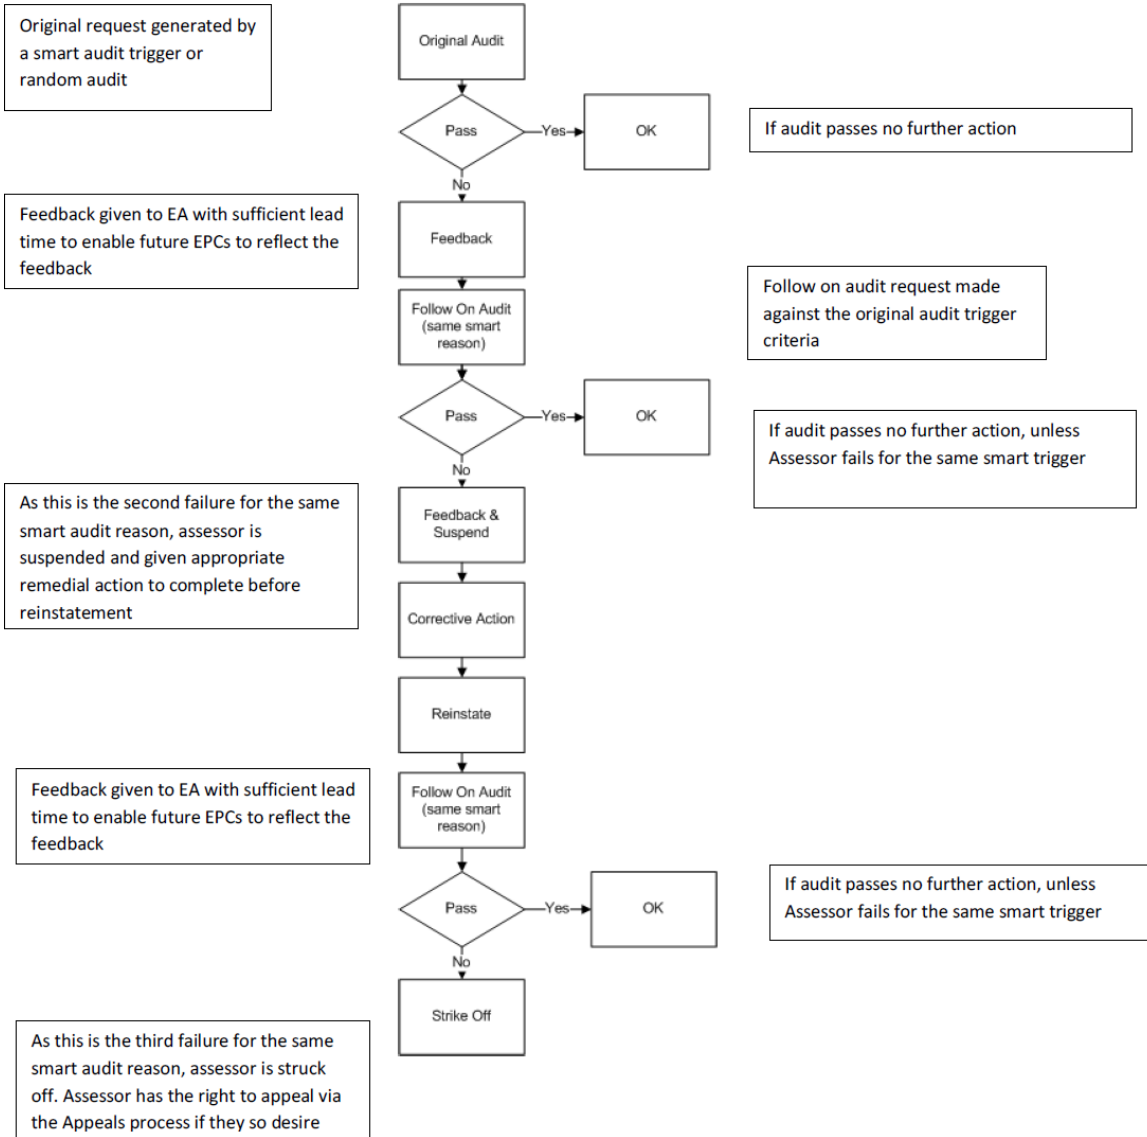 Original request generated by
a smart audit trigger or
random audit
Original Audit
Pass
Yes
OK
If audit passes no further action
No
Feedback given to EA with sufficient lead
time to enable future EPCs to reflect the
feedback
Feedback
Follow On Audit
(same smart
reason)
Follow on audit request made
against the original audit trigger
criteria
Pass
Yes
OK
If audit passes no further action, unless
Assessor fails for the same smart trigger
No
As this is the second failure for the same
smart audit reason, assessor is
suspended and given appropriate
remedial action to complete before
reinstatement
Feedback &
Suspend
Corrective Action
Reinstate
Feedback given to EA with sufficient lead
time to enable future EPCs to reflect the
feedback
Follow On Audit
(same smart
reason)
Pass
Yes
OK
If audit passes no further action, unless
Assessor fails for the same smart trigger
No
Strike Off
As this is the third failure for the same
smart audit reason, assessor is struck
off. Assessor has the right to appeal via
the Appeals process if they so desire